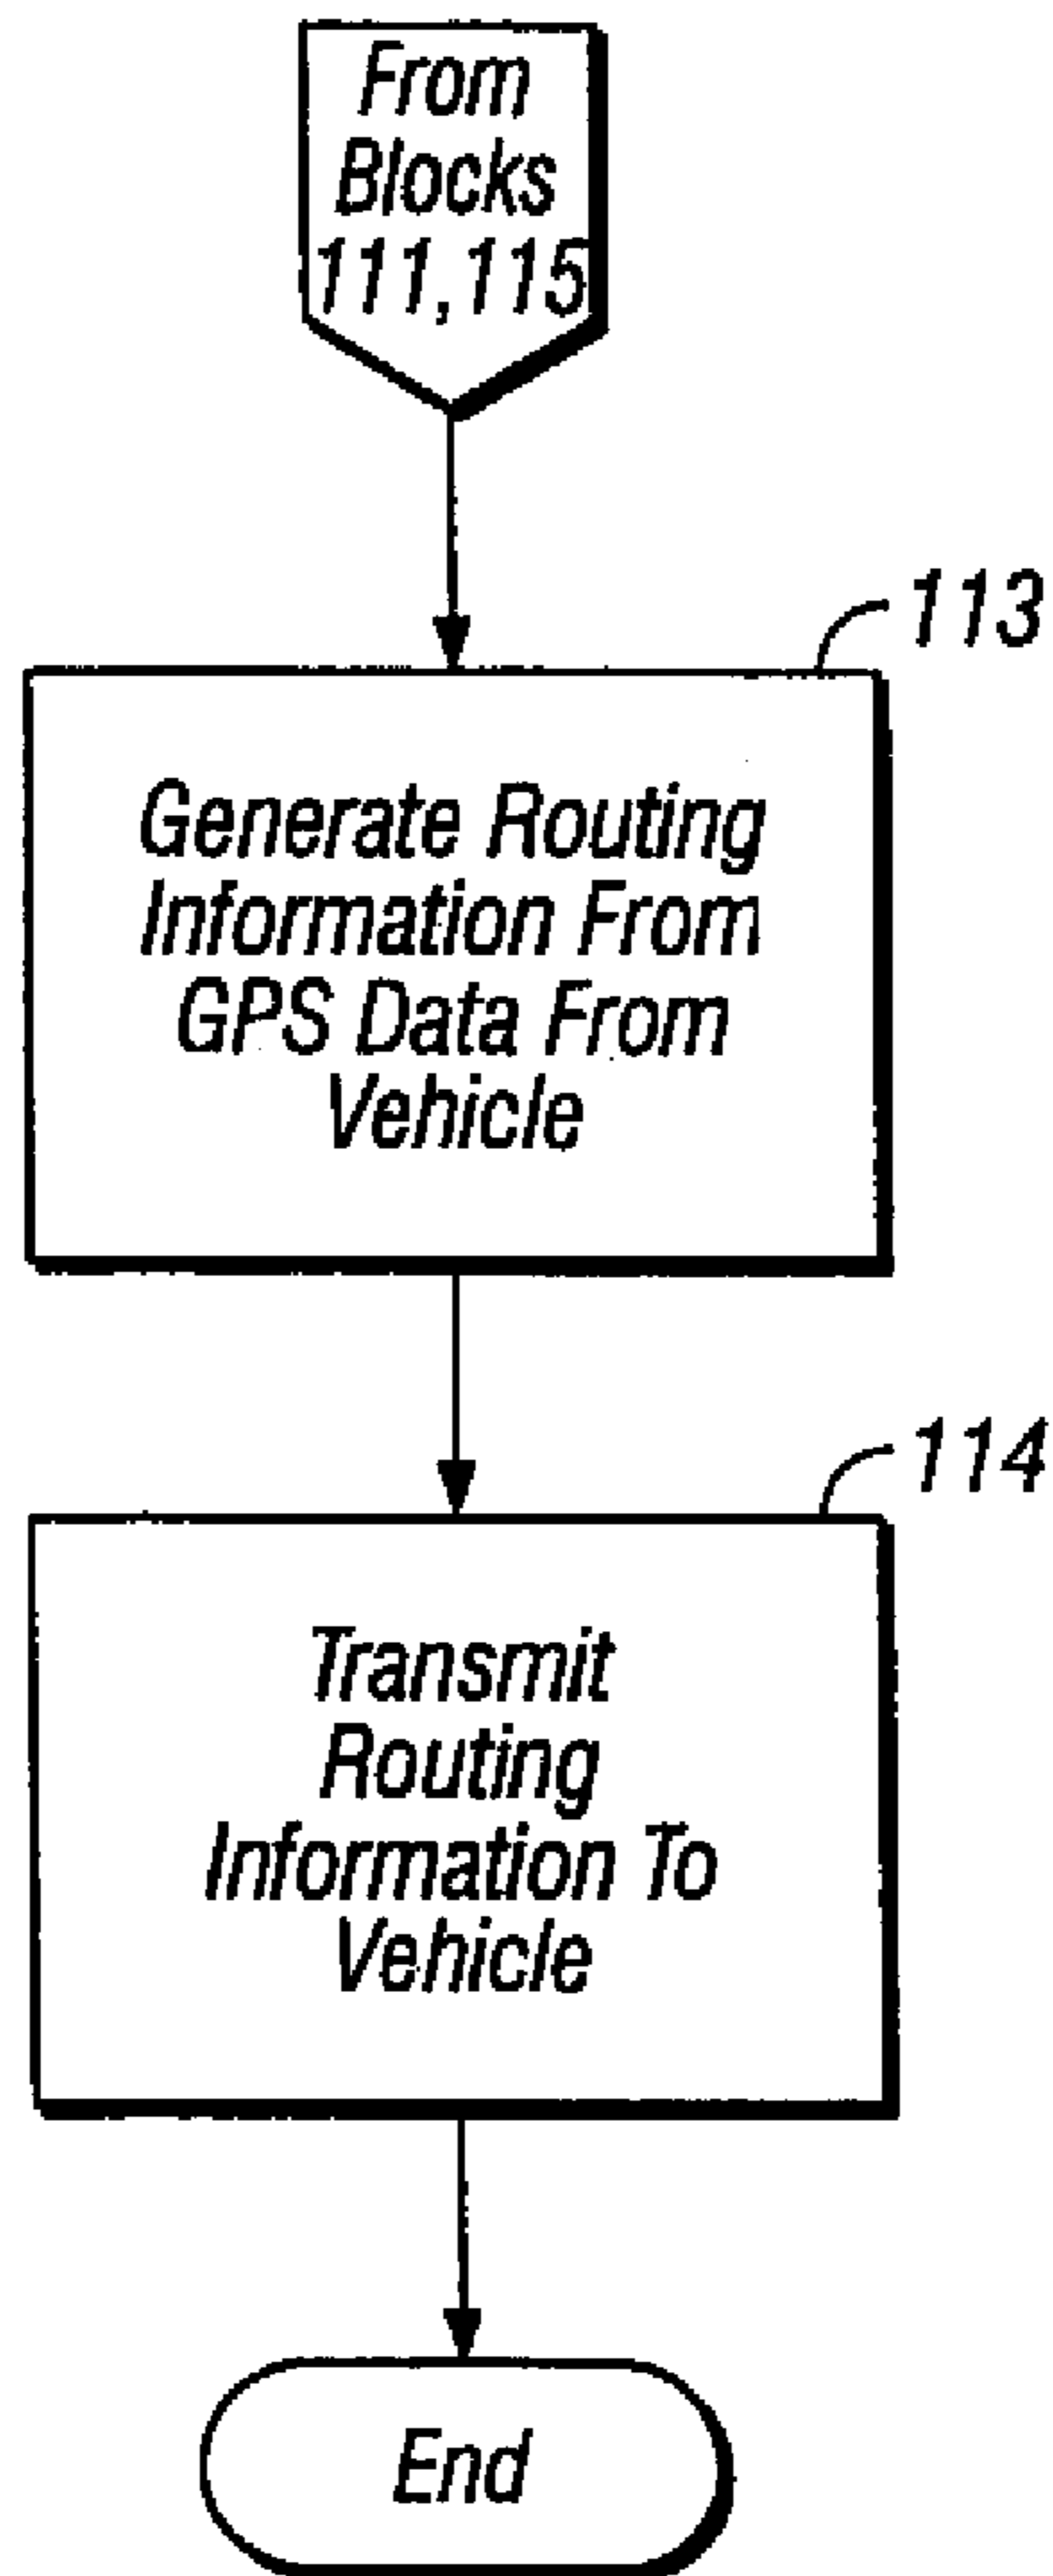 From
Blocks
111,115
113
Generate Routing
Information From
GPS Data From
Vehicle
114
Transmit
Routing
Information To
Vehicle
End